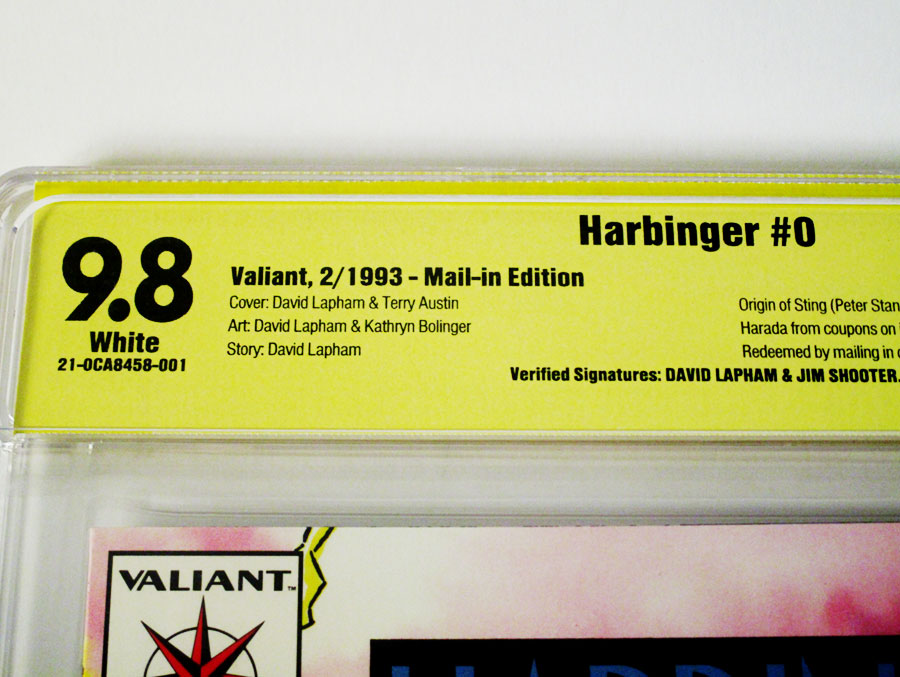 Harbinger #0
9.8
White
21-0CA8458-001
Valiant, 2/1993 - Mail-in Edition
Cover: David Lapham & Terry Austin
Art: David Lapham & Kathryn Bolinger
Story: David Lapham
Origin of Sting (Peter Stan
Harada from coupons on
Redeemed by mailing in
Verified Signatures: DAVID LAPHAM & JIM SHOOTER.
VALIANT™